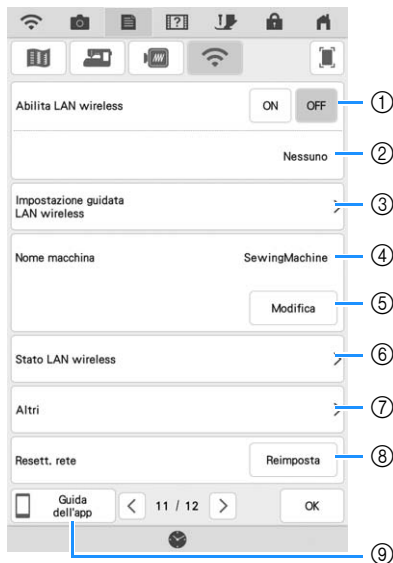 Abilita LAN wireless ON OFF ①
Nessuno ②
Impostazione guidata
LAN wireless ③
Nome macchina SewingMachine ④
Modifica ⑤
Stato LAN wireless ⑥
Altri ⑦
Resett. rete Reimposta ⑧
Guida
dell'app 11 / 12 OK
⑨